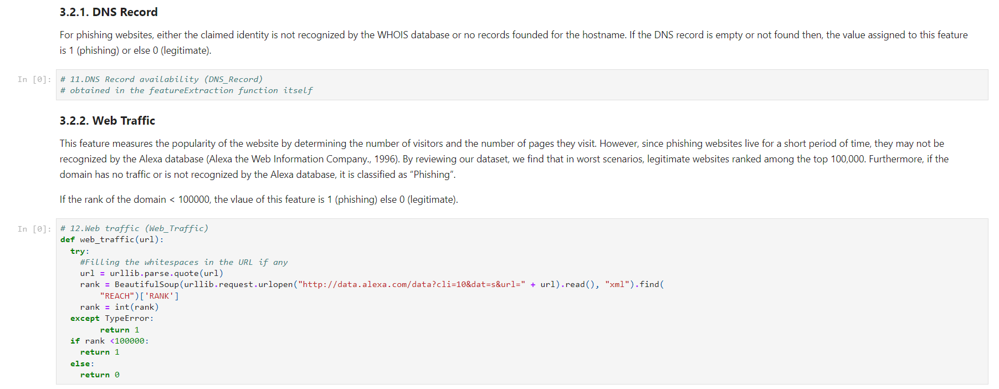 3.2.1. DNS Record
For phishing websites, either the claimed identity is not recognized by the WHOIS database or no records founded for the hostname. If the DNS record is empty or not found then, the value assigned to this feature
is 1 (phishing) or else 0 (legitimate).
In [0]:
# 11.DNS Record availability (DNS_Record)
# obtained in the featureExtraction function itself
3.2.2. Web Traffic
This feature measures the popularity of the website by determining the number of visitors and the number of pages they visit. However, since phishing websites live for a short period of time, they may not be
recognized by the Alexa database (Alexa the Web Information Company., 1996). By reviewing our dataset, we find that in worst scenarios, legitimate websites ranked among the top 100,000. Furthermore, if the
domain has no traffic or is not recognized by the Alexa database, it is classified as “Phishing”.
If the rank of the domain < 100000, the vlaue of this feature is 1 (phishing) else 0 (legitimate).
In [0]:
# 12.Web traffic (Web_Traffic)
def web_traffic(url):
  try:
    #Filling the whitespaces in the URL if any
    url = urllib.parse.quote(url)
    rank = BeautifulSoup(urllib.request.urlopen("http://data.alexa.com/data?cli=10&dat=s&url=" + url).read(), "xml").find(
        "REACH")['RANK']
    rank = int(rank)
  except TypeError:
        return 1
  if rank <100000:
    return 1
  else:
    return 0